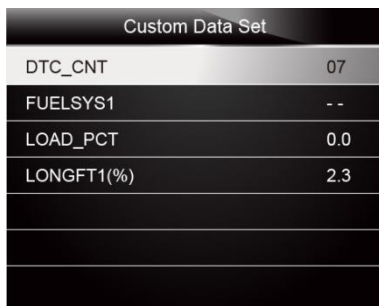 Custom Data Set
DTC_CNT 07
FUELSYS1 - -
LOAD_PCT 0.0
LONGFT1(%) 2.3